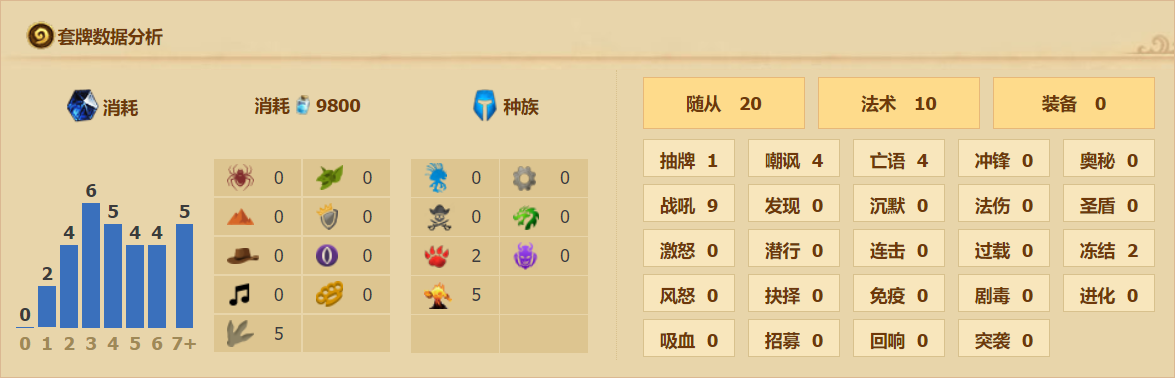 套牌数据分析
消耗
消耗 9800
种族
0 2 4 6 5 4 4 5
0 1 2 3 4 5 6 7+
0 0
0 0
0 0
0 0
5
0 0
0 0
2 0
5
随从 20 法术 10 装备 0
抽牌 1 嘲讽 4 亡语 4 冲锋 0 奥秘 0
战吼 9 发现 0 沉默 0 法伤 0 圣盾 0
激怒 0 潜行 0 连击 0 过载 0 冻结 2
风怒 0 抉择 0 免疫 0 剧毒 0 进化 0
吸血 0 招募 0 回响 0 突袭 0